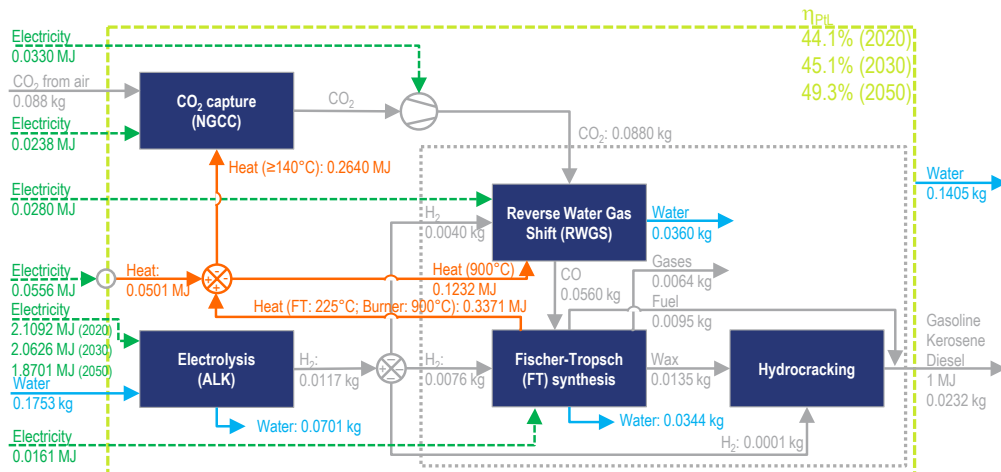 Electricity
0.0330 MJ
ηPtL
44.1% (2020)
45.1% (2030)
49.3% (2050)
CO₂ from air
0.088 kg
CO₂ capture
(NGCC)
CO₂
Electricity
0.0238 MJ
CO₂: 0.0880 kg
Heat (≥140°C): 0.2640 MJ
Water
0.1405 kg
Electricity
0.0280 MJ
H₂
0.0040 kg
Reverse Water Gas
Shift (RWGS)
Water
0.0360 kg
Electricity
0.0556 MJ
Heat:
0.0501 MJ
+
-
-
+
Heat (900°C)
0.1232 MJ
CO
0.0560 kg
Gases
0.0064 kg
Heat (FT: 225°C; Burner: 900°C): 0.3371 MJ
Fuel
0.0095 kg
Electricity
2.1092 MJ (2020)
2.0626 MJ (2030)
1.8701 MJ (2050)
Electrolysis
(ALK)
H₂:
0.0117 kg
+
-
-
-
H₂:
0.0076 kg
Fischer-Tropsch
(FT) synthesis
Wax
0.0135 kg
Hydrocracking
Gasoline
Kerosene
Diesel
1 MJ
0.0232 kg
Water
0.1753 kg
Water: 0.0701 kg
Water: 0.0344 kg
H₂: 0.0001 kg
Electricity
0.0161 MJ